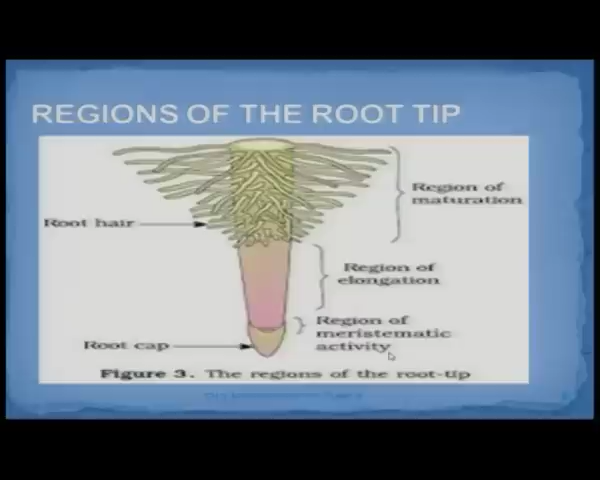 REGIONS OF THE ROOT TIP
Region of
maturation
Root hair
Region of
elongation
Region of
meristematic
activity
Root cap
Figure 3. The regions of the root-tip